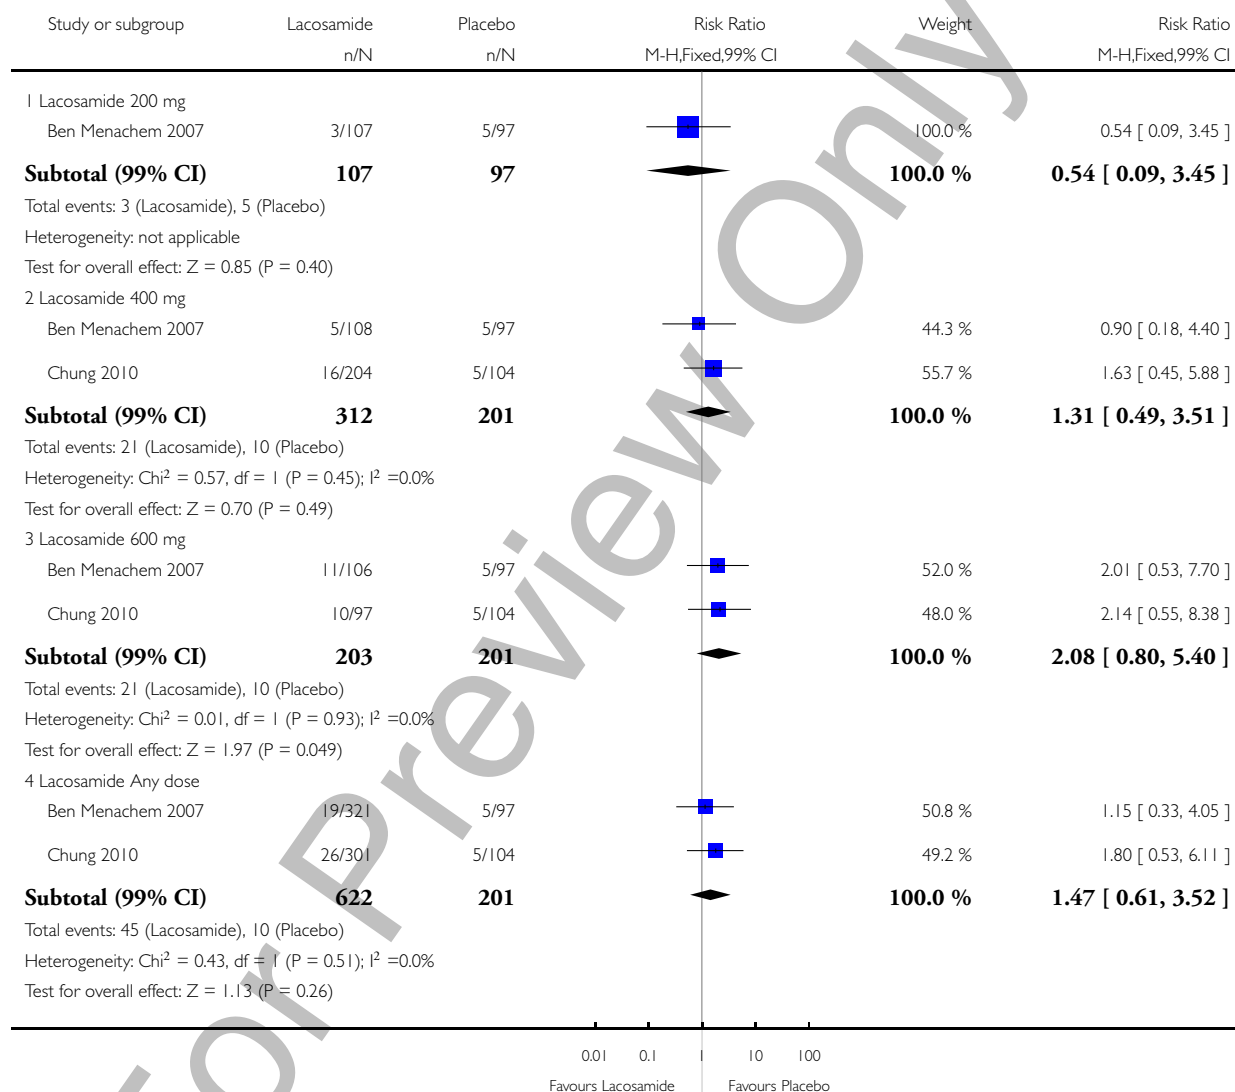 Study or subgroup Lacosamide Placebo Risk Ratio Weight Risk Ratio
n/N n/N M-H,Fixed,99% CI M-H,Fixed,99% CI
1 Lacosamide 200 mg
Ben Menachem 2007 3/107 5/97 100.0 % 0.54 [ 0.09, 3.45 ]
Subtotal (99% CI) 107 97 100.0 % 0.54 [ 0.09, 3.45 ]
Total events: 3 (Lacosamide), 5 (Placebo)
Heterogeneity: not applicable
Test for overall effect: Z = 0.85 (P = 0.40)
2 Lacosamide 400 mg
Ben Menachem 2007 5/108 5/97 44.3 % 0.90 [ 0.18, 4.40 ]
Chung 2010 16/204 5/104 55.7 % 1.63 [ 0.45, 5.88 ]
Subtotal (99% CI) 312 201 100.0 % 1.31 [ 0.49, 3.51 ]
Total events: 21 (Lacosamide), 10 (Placebo)
Heterogeneity: Chi² = 0.57, df = 1 (P = 0.45); I² =0.0%
Test for overall effect: Z = 0.70 (P = 0.49)
3 Lacosamide 600 mg
Ben Menachem 2007 11/106 5/97 52.0 % 2.01 [ 0.53, 7.70 ]
Chung 2010 10/97 5/104 48.0 % 2.14 [ 0.55, 8.38 ]
Subtotal (99% CI) 203 201 100.0 % 2.08 [ 0.80, 5.40 ]
Total events: 21 (Lacosamide), 10 (Placebo)
Heterogeneity: Chi² = 0.01, df = 1 (P = 0.93); I² =0.0%
Test for overall effect: Z = 1.97 (P = 0.049)
4 Lacosamide Any dose
Ben Menachem 2007 19/321 5/97 50.8 % 1.15 [ 0.33, 4.05 ]
Chung 2010 26/301 5/104 49.2 % 1.80 [ 0.53, 6.11 ]
Subtotal (99% CI) 622 201 100.0 % 1.47 [ 0.61, 3.52 ]
Total events: 45 (Lacosamide), 10 (Placebo)
Heterogeneity: Chi² = 0.43, df = 1 (P = 0.51); I² =0.0%
Test for overall effect: Z = 1.13 (P = 0.26)
0.01 0.1 1 10 100
Favours Lacosamide Favours Placebo
For Preview Only